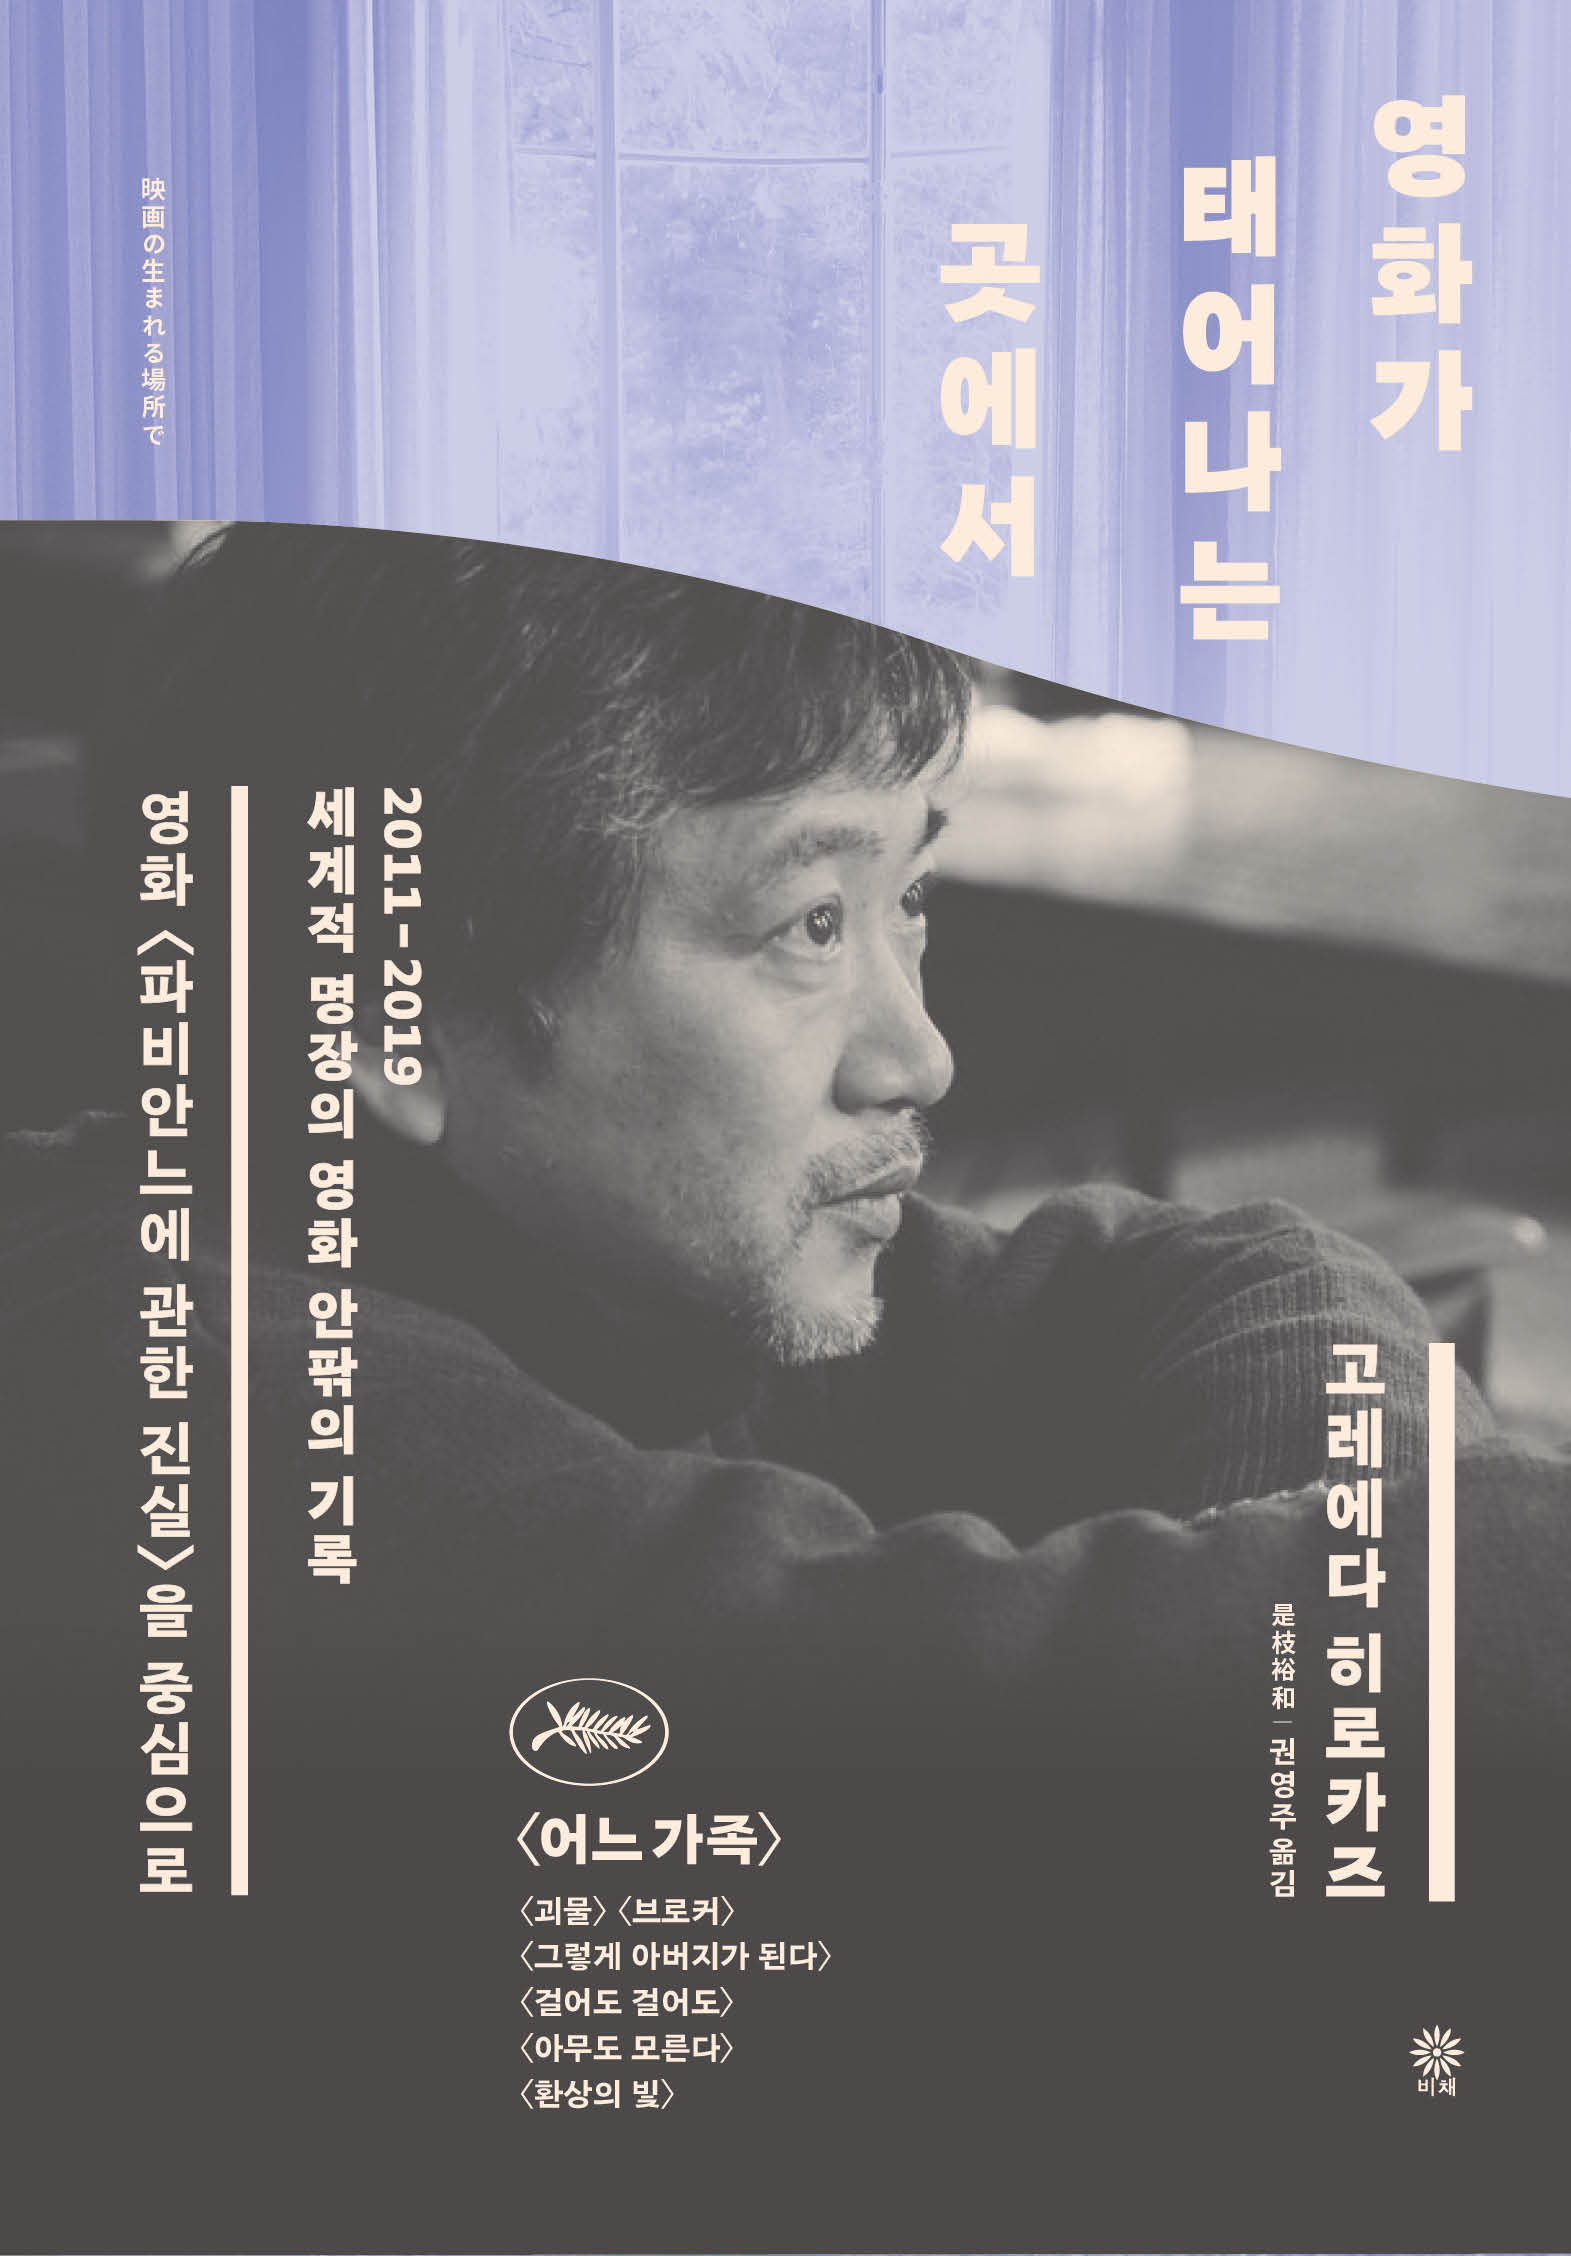 영화가
태어나는
곳에서
映画の生まれる場所で
2011-2019
세계적 명장의 영화 안팎의 기록
영화 〈파비안느에 관한 진실〉을 중심으로
고레에다 히로카즈
是枝裕和 | 권영주 옮김
〈어느 가족〉
〈괴물〉 〈브로커〉
〈그렇게 아버지가 된다〉
〈걸어도 걸어도〉
〈아무도 모른다〉
〈환상의 빛〉
비채